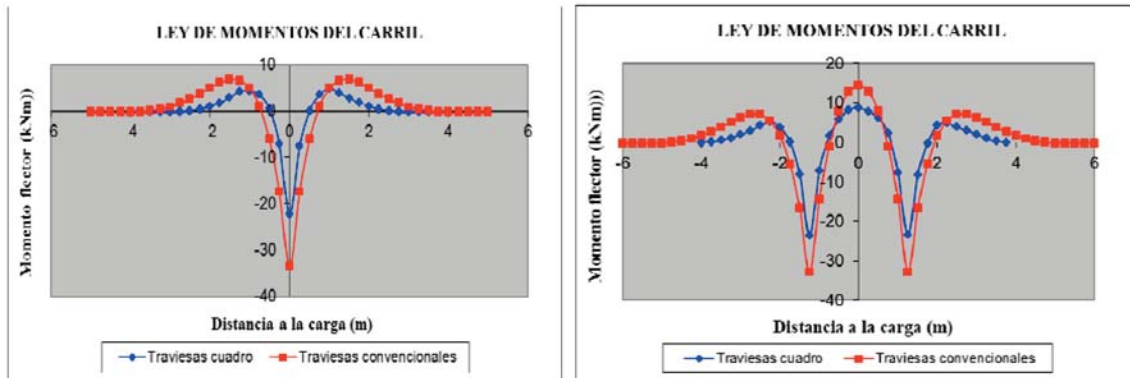 LEY DE MOMENTOS DEL CARRIL
Momento flector (kNm)
10
0
-10
-20
-30
-40
6
4
2
0
2
4
6
Distancia a la carga (m)
Traviesas cuadro
Traviesas convencionales
LEY DE MOMENTOS DEL CARRIL
Momento flector (kNm)))
20
10
0
-10
-20
-30
-40
-6
-4
-2
0
2
4
6
Distancia a la carga (m)
Traviesas cuadro
Traviesas convencionales